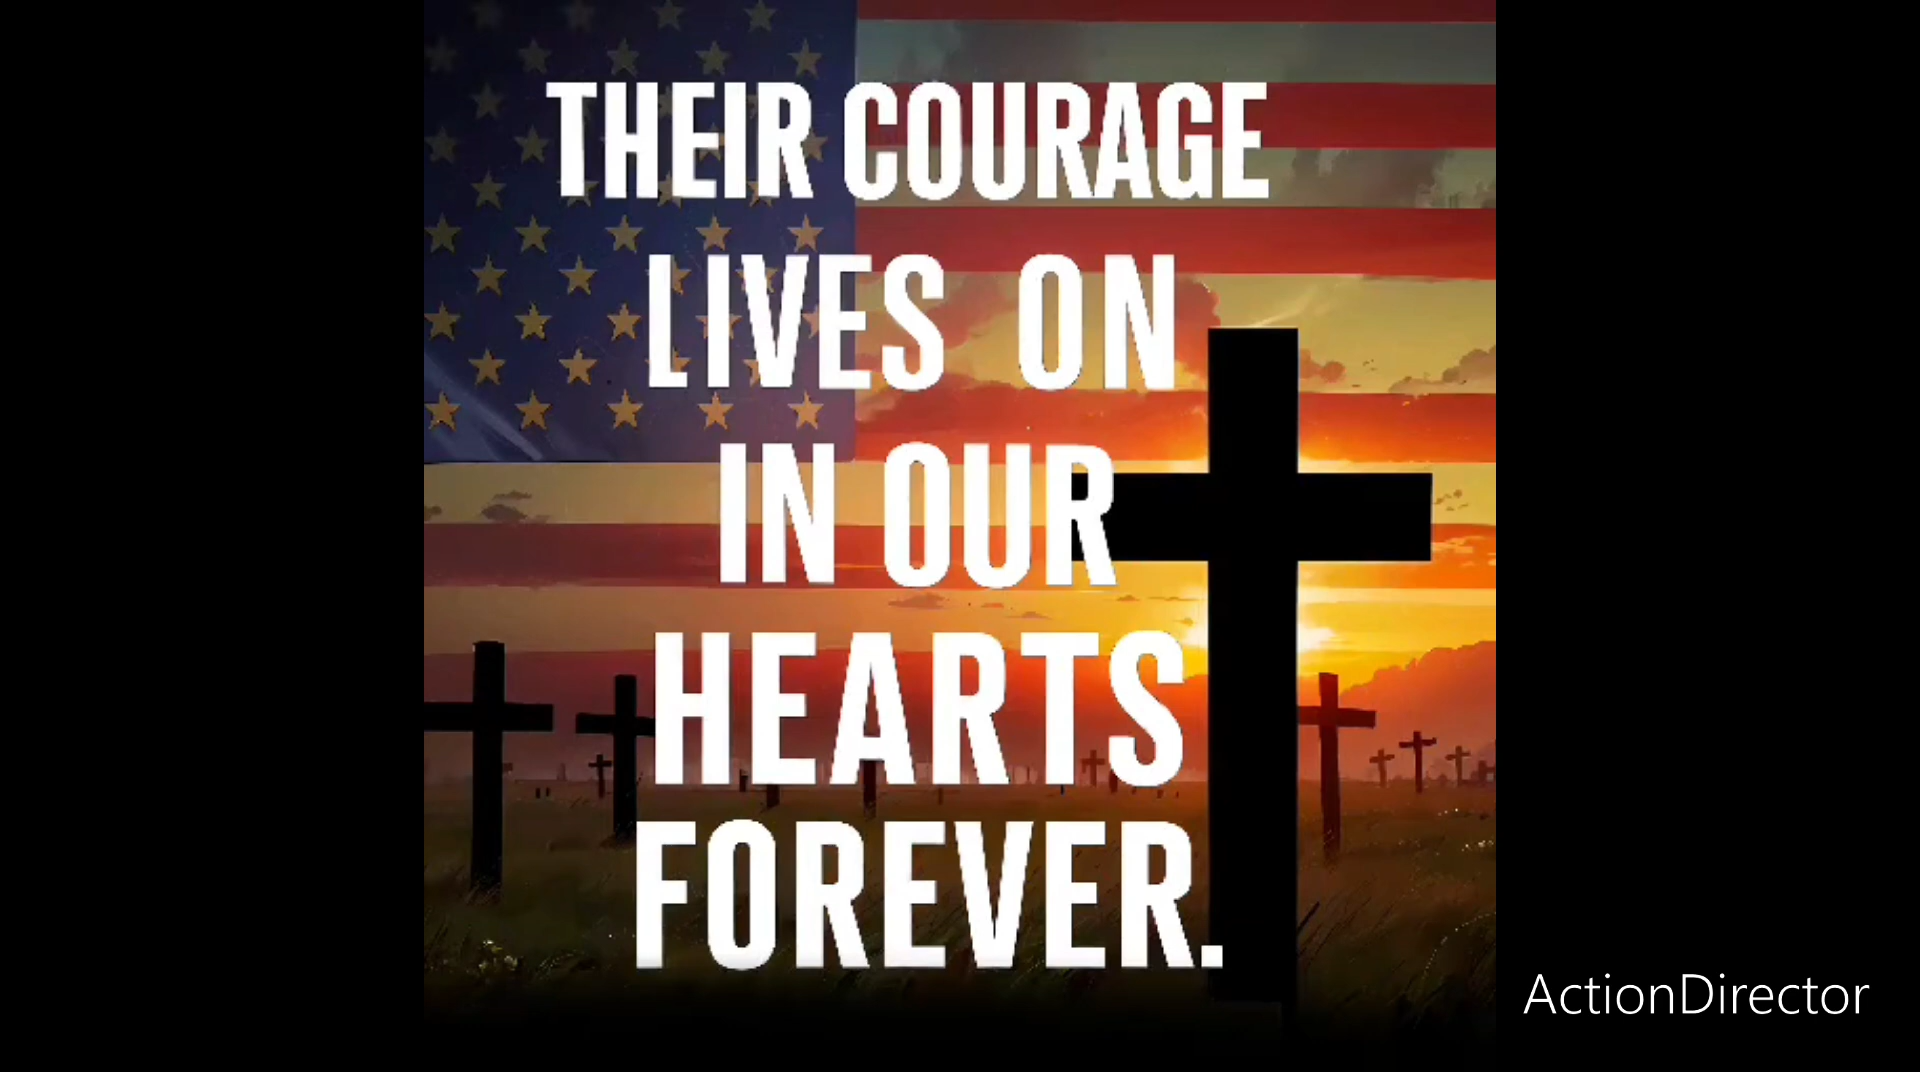 THEIR COURAGE
LIVES ON
IN OUR
HEARTS
FOREVER.
ActionDirector